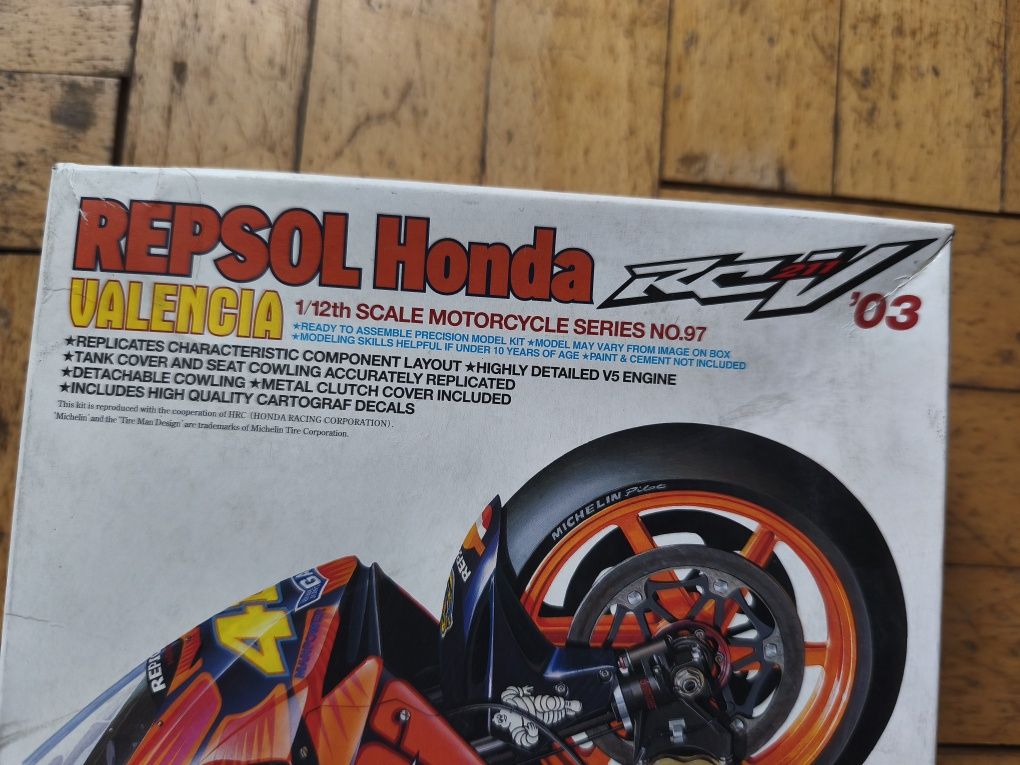 REPSOL Honda RC211V '03
VALENCIA 1/12th SCALE MOTORCYCLE SERIES NO.97
★READY TO ASSEMBLE PRECISION MODEL KIT ★MODEL MAY VARY FROM IMAGE ON BOX
★MODELING SKILLS HELPFUL IF UNDER 10 YEARS OF AGE ★PAINT & CEMENT NOT INCLUDED
★REPLICATES CHARACTERISTIC COMPONENT LAYOUT ★HIGHLY DETAILED V5 ENGINE
★TANK COVER AND SEAT COWLING ACCURATELY REPLICATED
★DETACHABLE COWLING ★METAL CLUTCH COVER INCLUDED
★INCLUDES HIGH QUALITY CARTOGRAF DECALS
This kit is reproduced with the cooperation of HRC (HONDA RACING CORPORATION).
'Michelin' and the 'Tire Man Design' are trademarks of Michelin Tire Corporation.
MICHELIN Pilot